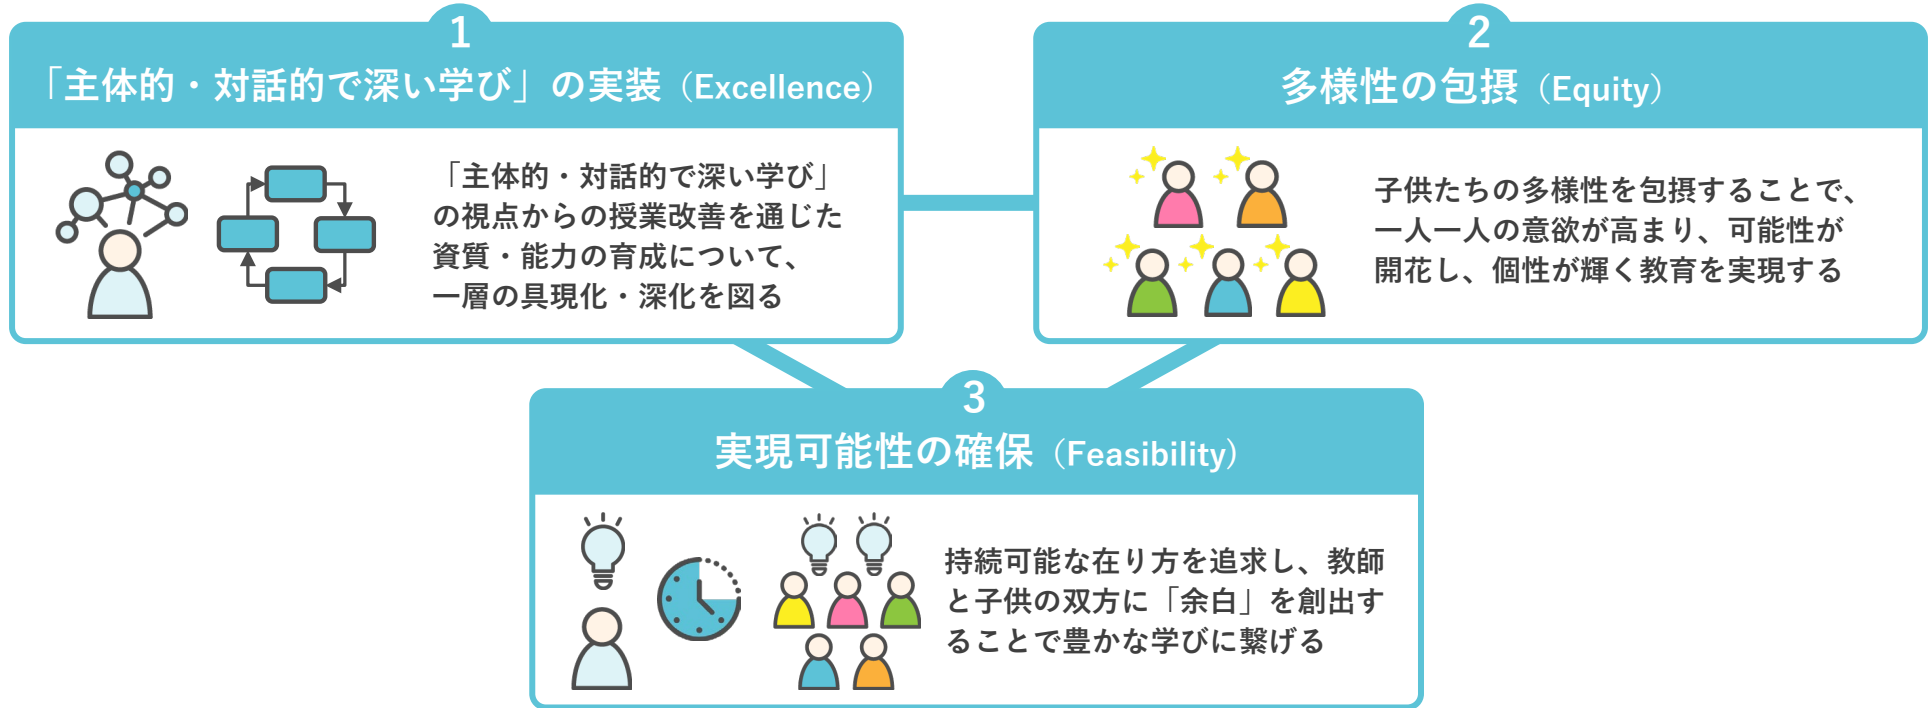 1
「主体的・対話的で深い学び」の実装（Excellence）
「主体的・対話的で深い学び」
の視点からの授業改善を通じた
資質・能力の育成について、
一層の具現化・深化を図る
2
多様性の包摂（Equity）
子供たちの多様性を包摂することで、
一人一人の意欲が高まり、可能性が
開花し、個性が輝く教育を実現する
3
実現可能性の確保（Feasibility）
持続可能な在り方を追求し、教師
と子供の双方に「余白」を創出す
ることで豊かな学びに繋げる